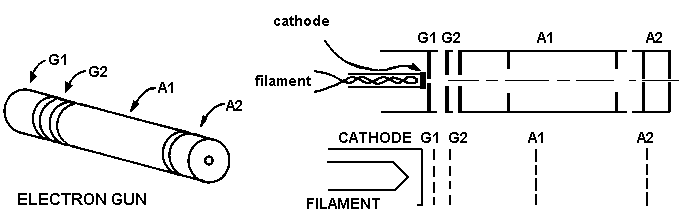 G1
G2
A1
A2
ELECTRON GUN
cathode
filament
G1 G2 A1 A2
CATHODE G1 G2 A1 A2
FILAMENT